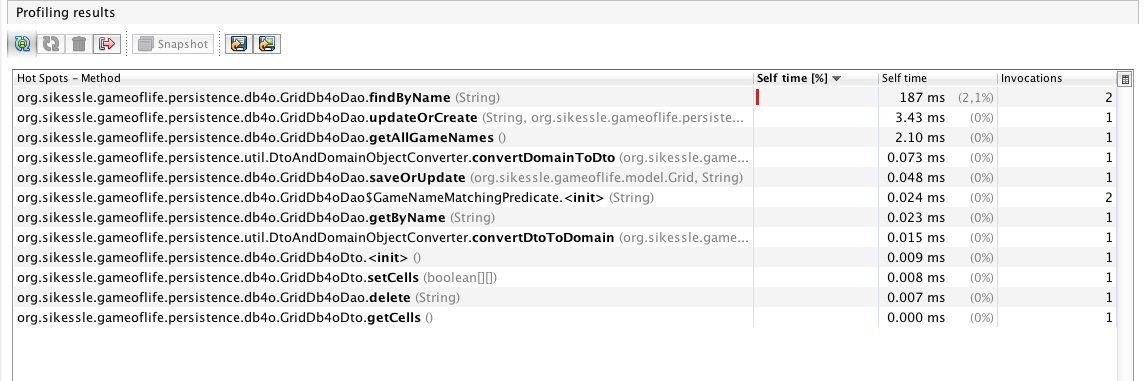 Profiling results
Snapshot
Hot Spots – Method Self time [%] Self time Invocations
org.sikessle.gameoflife.persistence.db4o.GridDb4oDao.findByName (String) 187 ms (2,1%) 2
org.sikessle.gameoflife.persistence.db4o.GridDb4oDao.updateOrCreate (String, org.sikessle.gameoflife.persiste... 3.43 ms (0%) 1
org.sikessle.gameoflife.persistence.db4o.GridDb4oDao.getAllGameNames () 2.10 ms (0%) 1
org.sikessle.gameoflife.persistence.util.DtoAndDomainObjectConverter.convertDomainToDto (org.sikessle.game... 0.073 ms (0%) 1
org.sikessle.gameoflife.persistence.db4o.GridDb4oDao.saveOrUpdate (org.sikessle.gameoflife.model.Grid, String) 0.048 ms (0%) 1
org.sikessle.gameoflife.persistence.db4o.GridDb4oDao$GameNameMatchingPredicate.<init> (String) 0.024 ms (0%) 2
org.sikessle.gameoflife.persistence.db4o.GridDb4oDao.getByName (String) 0.023 ms (0%) 1
org.sikessle.gameoflife.persistence.util.DtoAndDomainObjectConverter.convertDtoToDomain (org.sikessle.game... 0.015 ms (0%) 1
org.sikessle.gameoflife.persistence.db4o.GridDb4oDto.<init> () 0.009 ms (0%) 1
org.sikessle.gameoflife.persistence.db4o.GridDb4oDto.setCells (boolean[][]) 0.008 ms (0%) 1
org.sikessle.gameoflife.persistence.db4o.GridDb4oDao.delete (String) 0.007 ms (0%) 1
org.sikessle.gameoflife.persistence.db4o.GridDb4oDto.getCells () 0.000 ms (0%) 1